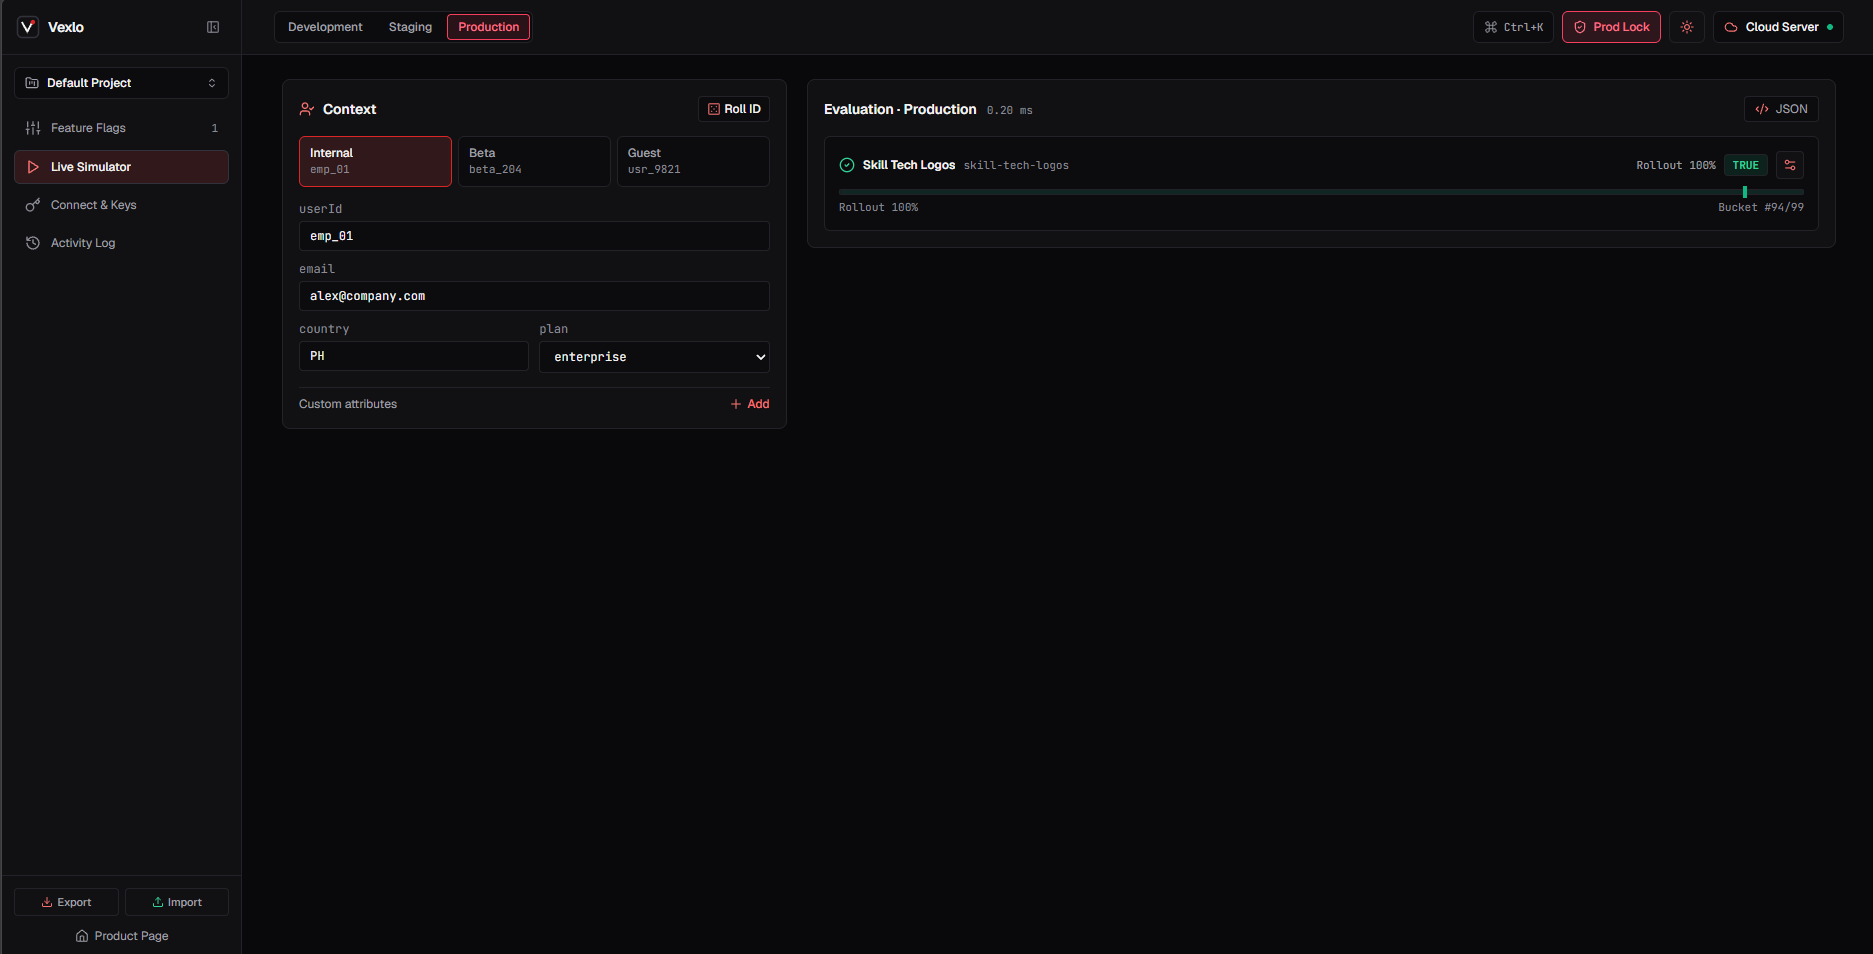 Vexlo
Development Staging Production
Ctrl+K Prod Lock Cloud Server
Default Project
Feature Flags 1
Live Simulator
Connect & Keys
Activity Log
Context Roll ID
Internal
emp_01
Beta
beta_204
Guest
usr_9821
userId
emp_01
email
alex@company.com
country plan
PH enterprise
Custom attributes Add
Evaluation · Production 0.20 ms JSON
Skill Tech Logos skill-tech-logos Rollout 100% TRUE
Rollout 100% Bucket #94/99
Export Import
Product Page